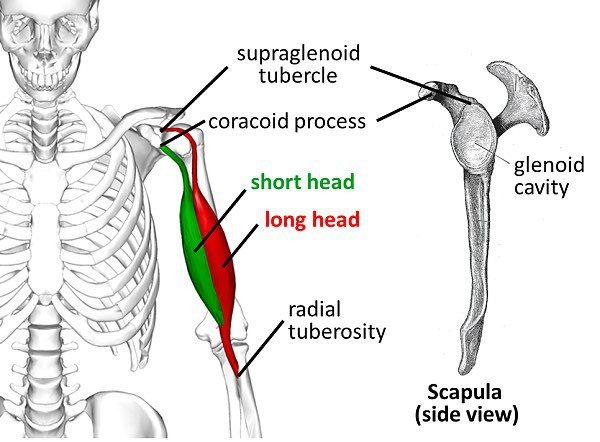 supraglenoid
tubercle
coracoid process
short head
long head
glenoid
cavity
radial
tuberosity
Scapula
(side view)